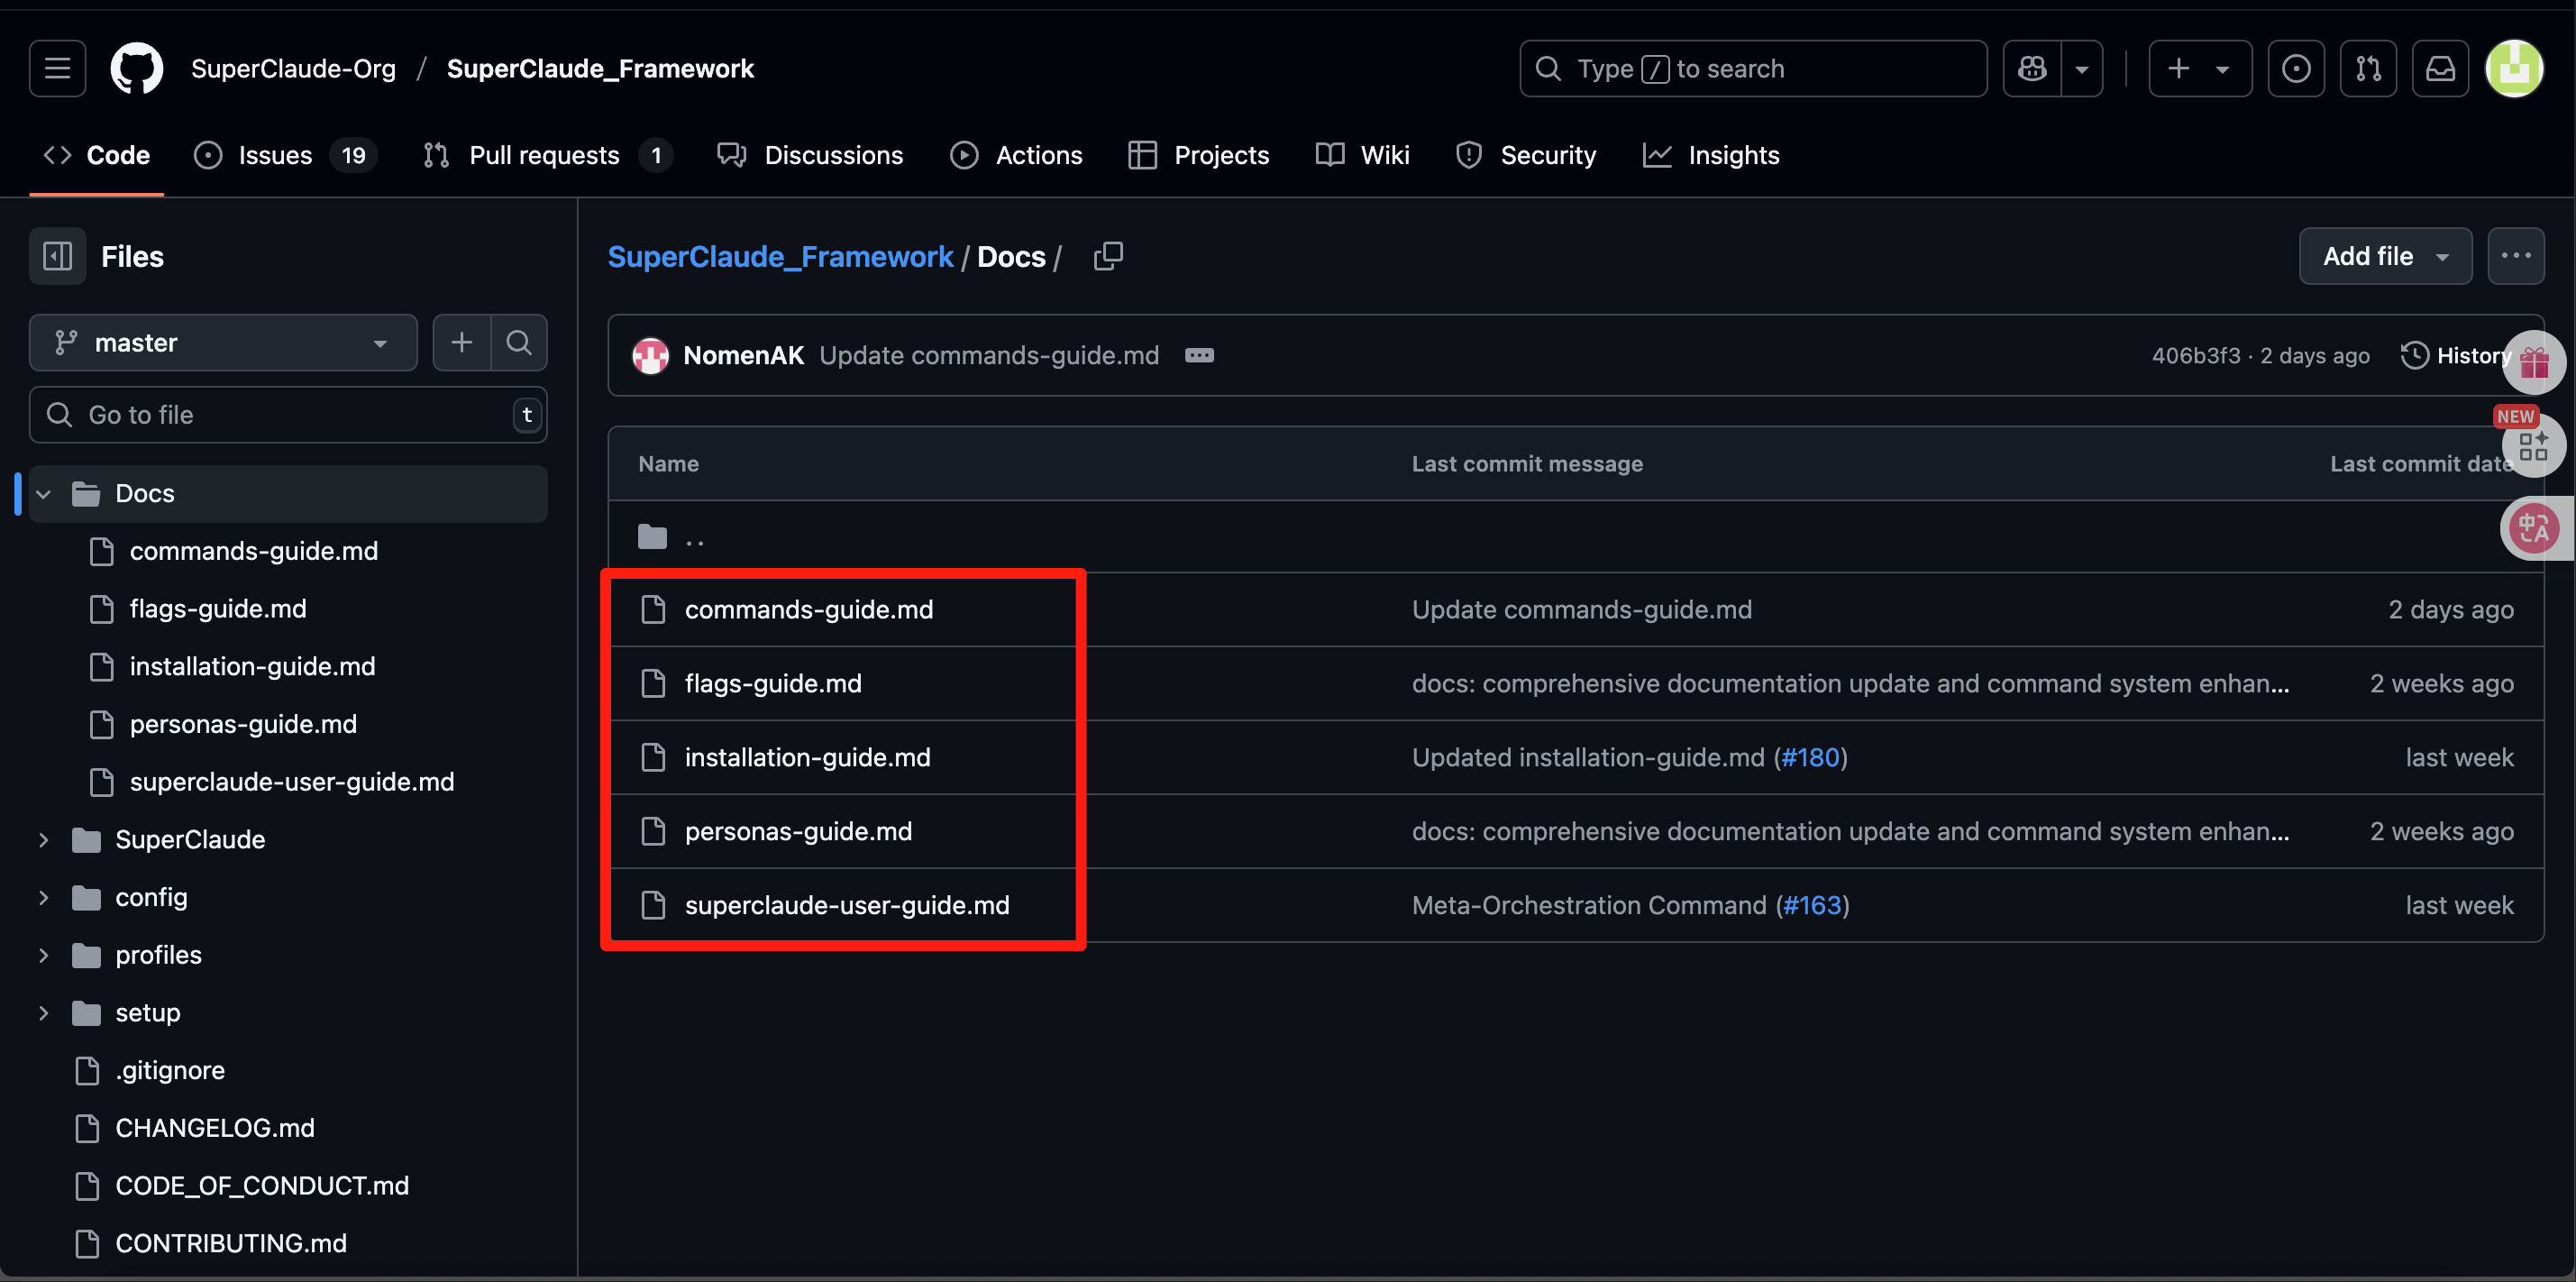 SuperClaude-Org / SuperClaude_Framework
Type / to search
Code
Issues 19
Pull requests 1
Discussions
Actions
Projects
Wiki
Security
Insights
Files
master
Go to file
t
Docs
commands-guide.md
flags-guide.md
installation-guide.md
personas-guide.md
superclaude-user-guide.md
SuperClaude
config
profiles
setup
.gitignore
CHANGELOG.md
CODE_OF_CONDUCT.md
CONTRIBUTING.md
SuperClaude_Framework / Docs /
Add file
NomenAK Update commands-guide.md
406b3f3 · 2 days ago
History
NEW
Name Last commit message Last commit date
..
中 A
commands-guide.md Update commands-guide.md 2 days ago
flags-guide.md docs: comprehensive documentation update and command system enhan... 2 weeks ago
installation-guide.md Updated installation-guide.md (#180) last week
personas-guide.md docs: comprehensive documentation update and command system enhan... 2 weeks ago
superclaude-user-guide.md Meta-Orchestration Command (#163) last week